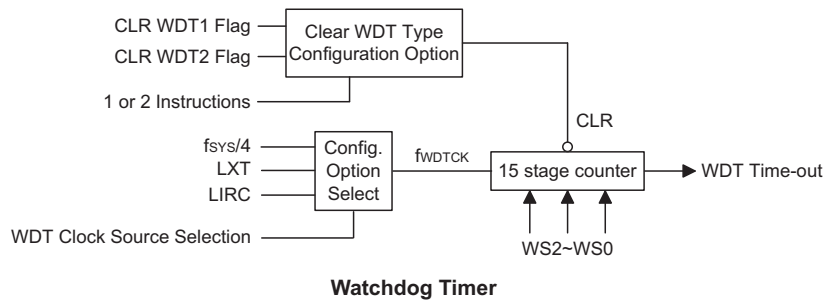 CLR WDT1 Flag
CLR WDT2 Flag
Clear WDT Type
Configuration Option
1 or 2 Instructions
CLR
fSYS/4
LXT
LIRC
Config.
Option
Select
fWDTCK
15 stage counter
WDT Time-out
WDT Clock Source Selection
WS2~WS0
Watchdog Timer